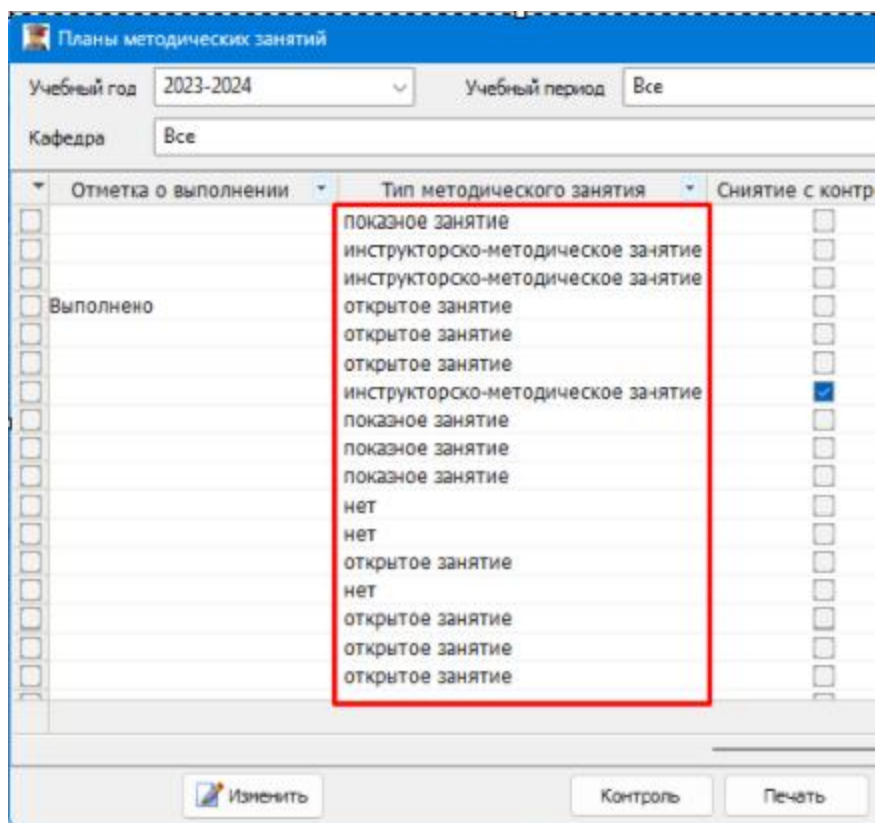 Планы методических занятий
Учебный год 2023-2024 Учебный период Все
Кафедра Все
Отметка о выполнении Тип методического занятия Сниятие с контр
показное занятие
инструкторско-методическое занятие
инструкторско-методическое занятие
Выполнено открытое занятие
открытое занятие
открытое занятие
инструкторско-методическое занятие
показное занятие
показное занятие
показное занятие
нет
нет
открытое занятие
нет
открытое занятие
открытое занятие
открытое занятие
Изменить Контроль Печать